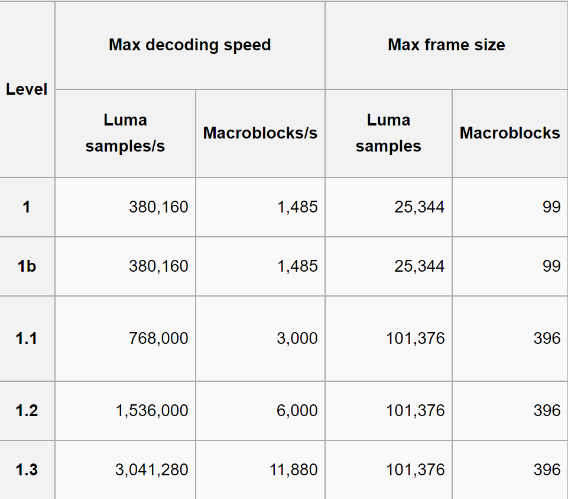 Level
Max decoding speed
Max frame size
Luma
samples/s
Macroblocks/s
Luma
samples
Macroblocks
1 380,160 1,485 25,344 99
1b 380,160 1,485 25,344 99
1.1 768,000 3,000 101,376 396
1.2 1,536,000 6,000 101,376 396
1.3 3,041,280 11,880 101,376 396